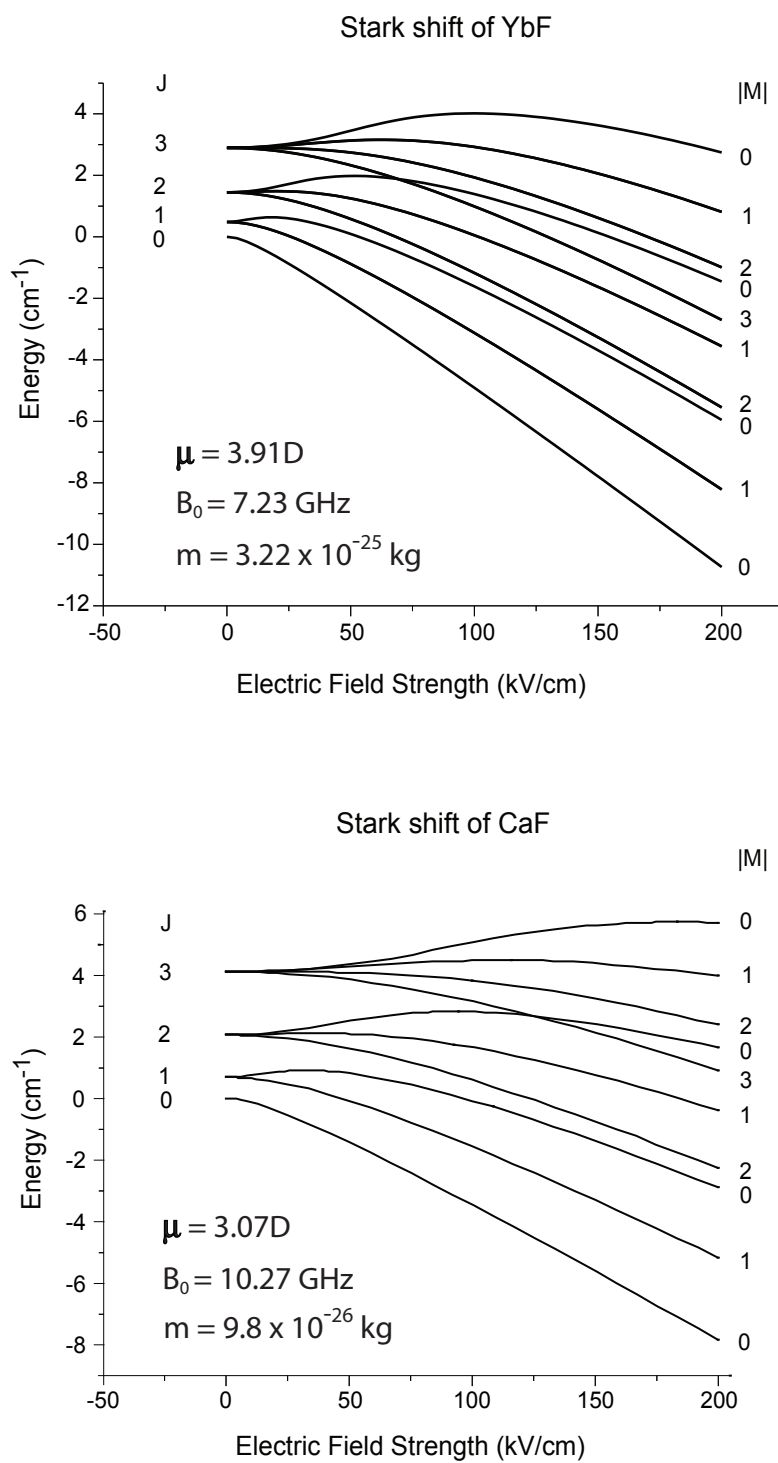 Stark shift of YbF
J
|M|
Energy (cm⁻¹)
4
2
0
-2
-4
-6
-8
-10
-12
3
2
1
0
0
1
2
0
3
1
2
0
1
0
μ = 3.91D
B₀ = 7.23 GHz
m = 3.22 x 10⁻²⁵ kg
-50 0 50 100 150 200
Electric Field Strength (kV/cm)
Stark shift of CaF
|M|
J
Energy (cm⁻¹)
6
4
2
0
-2
-4
-6
-8
3
2
1
0
0
1
2
0
3
1
2
0
1
0
μ = 3.07D
B₀ = 10.27 GHz
m = 9.8 x 10⁻²⁶ kg
-50 0 50 100 150 200
Electric Field Strength (kV/cm)